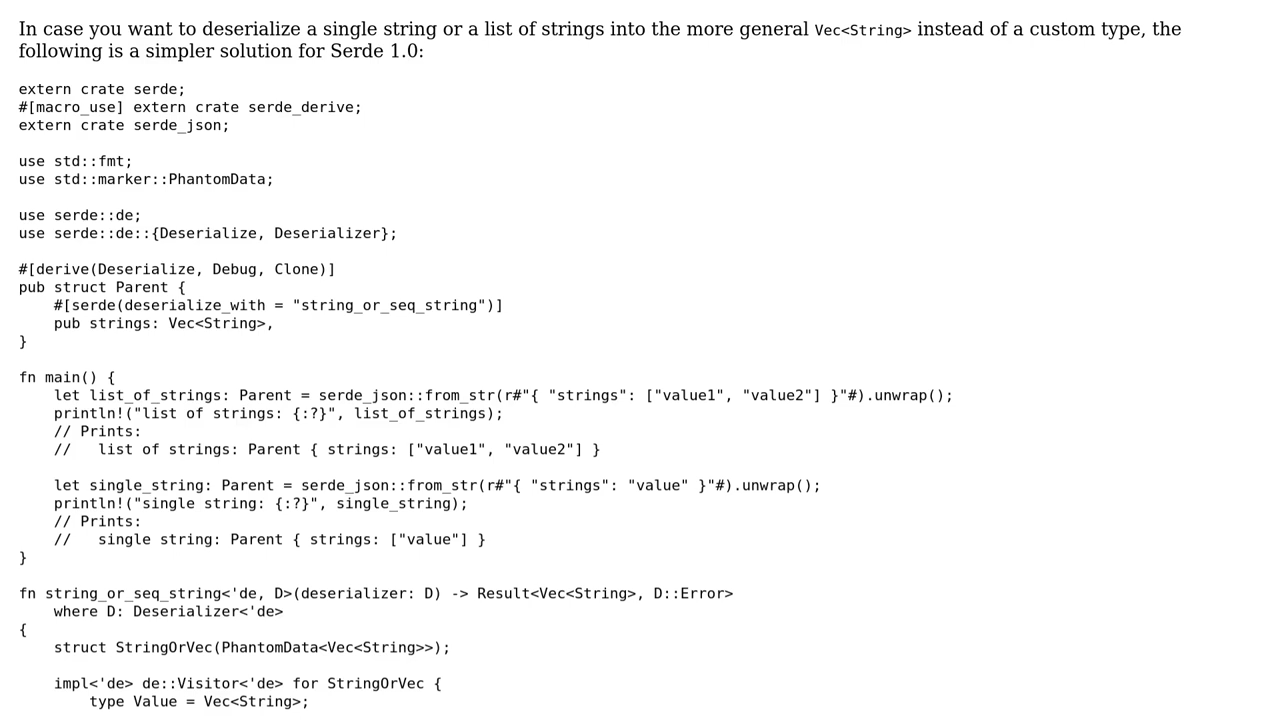 In case you want to deserialize a single string or a list of strings into the more general Vec<String> instead of a custom type, the
following is a simpler solution for Serde 1.0:
extern crate serde;
#[macro_use] extern crate serde_derive;
extern crate serde_json;

use std::fmt;
use std::marker::PhantomData;

use serde::de;
use serde::de::{Deserialize, Deserializer};

#[derive(Deserialize, Debug, Clone)]
pub struct Parent {
    #[serde(deserialize_with = "string_or_seq_string")]
    pub strings: Vec<String>,
}

fn main() {
    let list_of_strings: Parent = serde_json::from_str(r#"{ "strings": ["value1", "value2"] }"#).unwrap();
    println!("list of strings: {:?}", list_of_strings);
    // Prints:
    //   list of strings: Parent { strings: ["value1", "value2"] }

    let single_string: Parent = serde_json::from_str(r#"{ "strings": "value" }"#).unwrap();
    println!("single string: {:?}", single_string);
    // Prints:
    //   single string: Parent { strings: ["value"] }
}

fn string_or_seq_string<'de, D>(deserializer: D) -> Result<Vec<String>, D::Error>
    where D: Deserializer<'de>
{
    struct StringOrVec(PhantomData<Vec<String>>);

    impl<'de> de::Visitor<'de> for StringOrVec {
        type Value = Vec<String>;